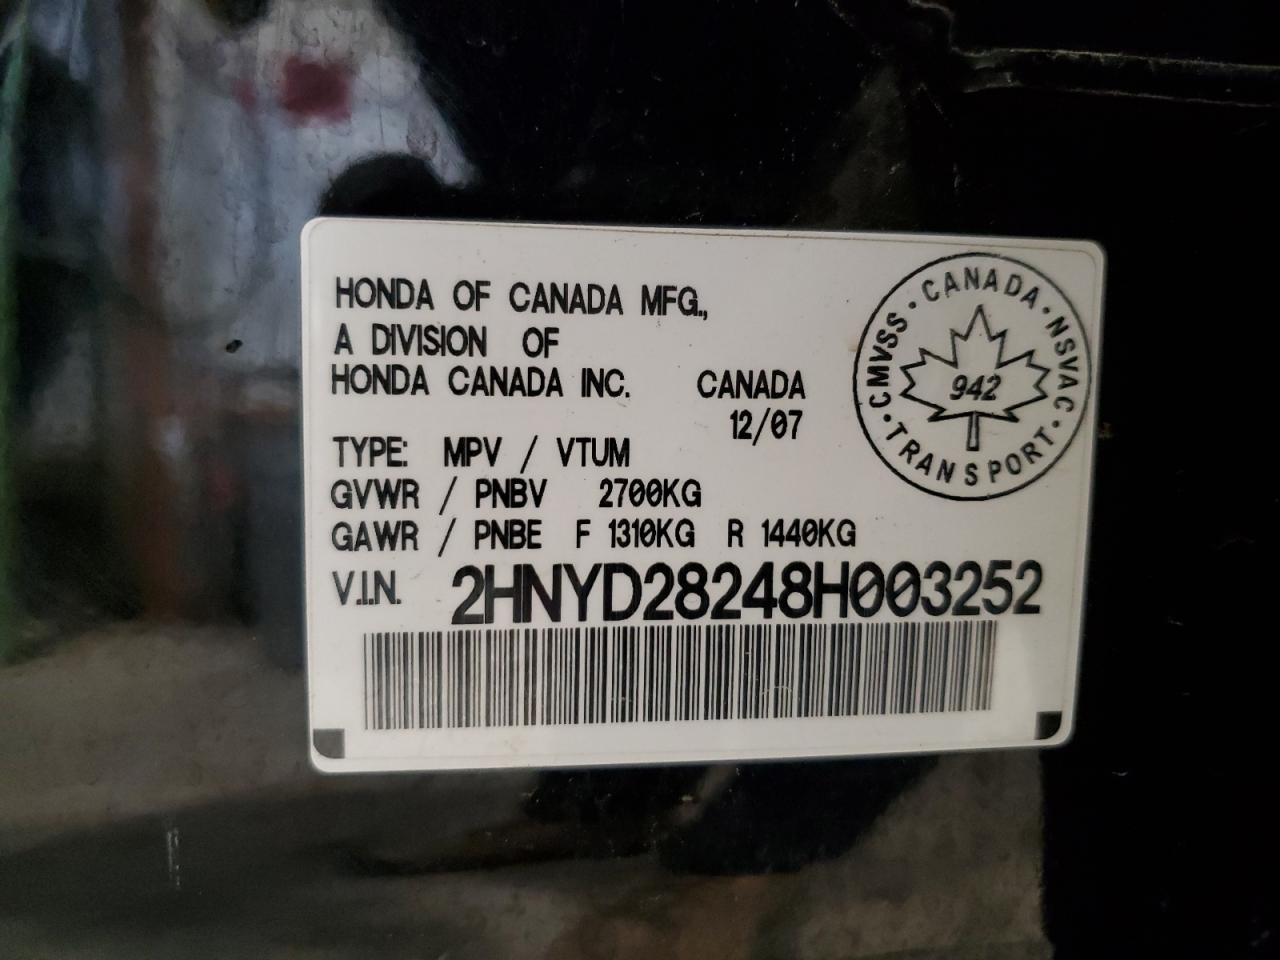 HONDA OF CANADA MFG.,
A DIVISION OF
HONDA CANADA INC. CANADA
12/07
TYPE: MPV / VTUM
GVWR / PNBV 2700KG
GAWR / PNBE F 1310KG R 1440KG
V.I.N. 2HNYD28248H003252
CMVSS · CANADA · NSVAC · TRANSPORT ·
942